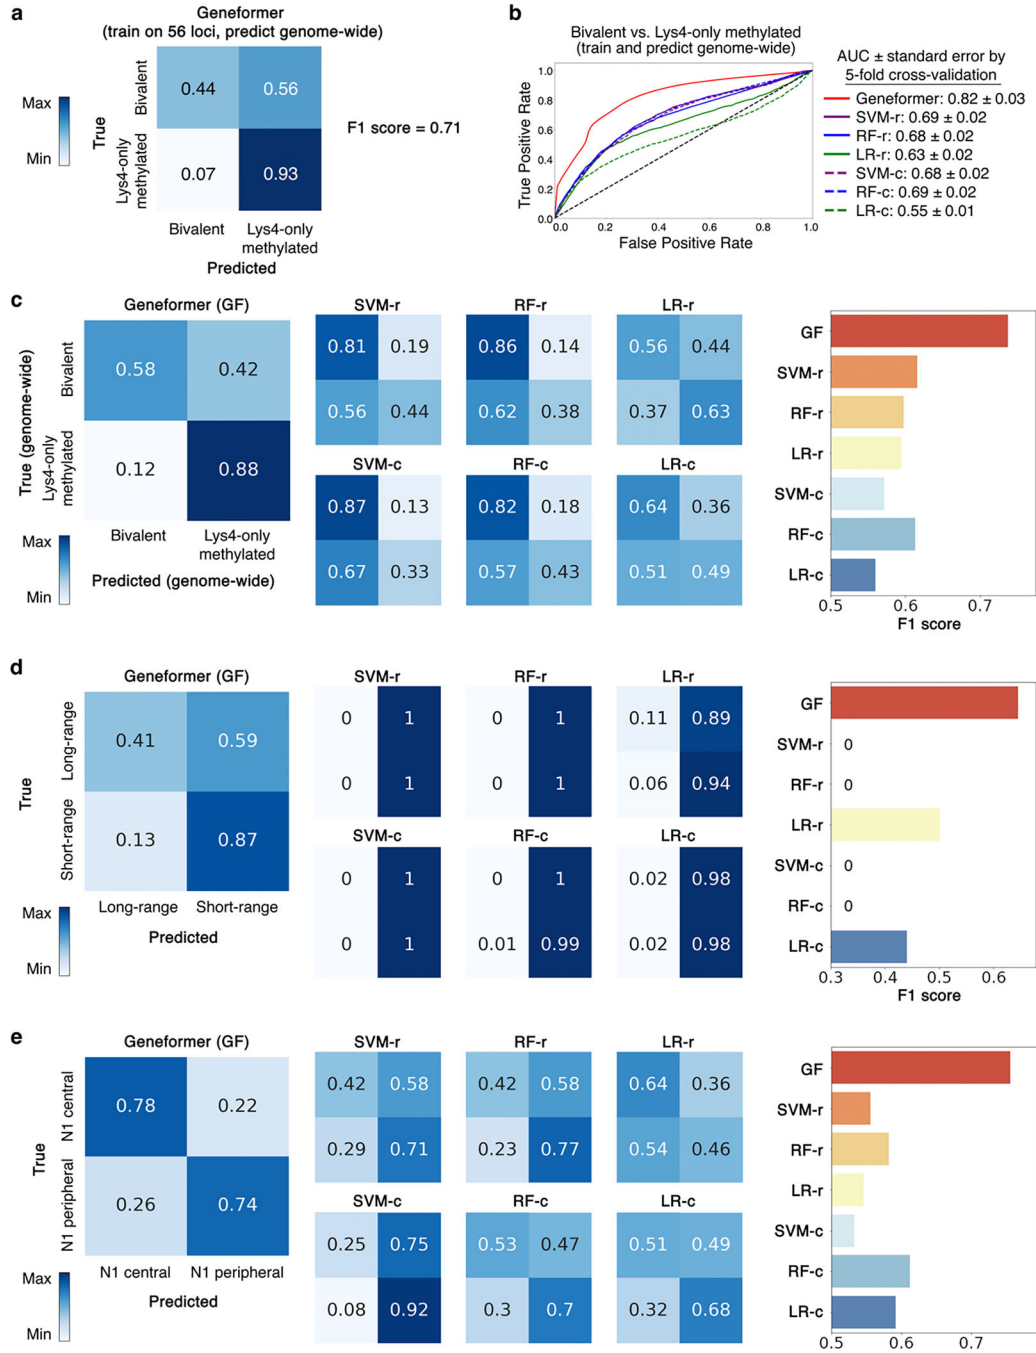 a
Geneformer
(train on 56 loci, predict genome-wide)
Max
Min
True
Bivalent
Lys4-only
methylated
0.44
0.56
0.07
0.93
Bivalent
Lys4-only
methylated
Predicted
F1 score = 0.71
b
Bivalent vs. Lys4-only methylated
(train and predict genome-wide)
True Positive Rate
1.0
0.8
0.6
0.4
0.2
0.0
0.0
0.2
0.4
0.6
0.8
1.0
False Positive Rate
AUC ± standard error by
5-fold cross-validation
Geneformer: 0.82 ± 0.03
SVM-r: 0.69 ± 0.02
RF-r: 0.68 ± 0.02
LR-r: 0.63 ± 0.02
SVM-c: 0.68 ± 0.02
RF-c: 0.69 ± 0.02
LR-c: 0.55 ± 0.01
c
Geneformer (GF)
True (genome-wide)
Bivalent
Lys4-only
methylated
0.58
0.42
0.12
0.88
Bivalent
Lys4-only
methylated
Predicted (genome-wide)
Max
Min
SVM-r
0.81
0.19
0.56
0.44
RF-r
0.86
0.14
0.62
0.38
LR-r
0.56
0.44
0.37
0.63
SVM-c
0.87
0.13
0.67
0.33
RF-c
0.82
0.18
0.57
0.43
LR-c
0.64
0.36
0.51
0.49
GF
SVM-r
RF-r
LR-r
SVM-c
RF-c
LR-c
0.5
0.6
0.7
F1 score
d
Geneformer (GF)
True
Long-range
Short-range
0.41
0.59
0.13
0.87
Long-range
Short-range
Predicted
Max
Min
SVM-r
0
1
0
1
RF-r
0
1
0
1
LR-r
0.11
0.89
0.06
0.94
SVM-c
0
1
0
1
RF-c
0
1
0.01
0.99
LR-c
0.02
0.98
0.02
0.98
GF
SVM-r
0
RF-r
0
LR-r
SVM-c
0
RF-c
0
LR-c
0.3
0.4
0.5
0.6
F1 score
e
Geneformer (GF)
True
N1 central
N1 peripheral
0.78
0.22
0.26
0.74
N1 central
N1 peripheral
Predicted
Max
Min
SVM-r
0.42
0.58
0.29
0.71
RF-r
0.42
0.58
0.23
0.77
LR-r
0.64
0.36
0.54
0.46
SVM-c
0.25
0.75
0.08
0.92
RF-c
0.53
0.47
0.3
0.7
LR-c
0.51
0.49
0.32
0.68
GF
SVM-r
RF-r
LR-r
SVM-c
RF-c
LR-c
0.5
0.6
0.7